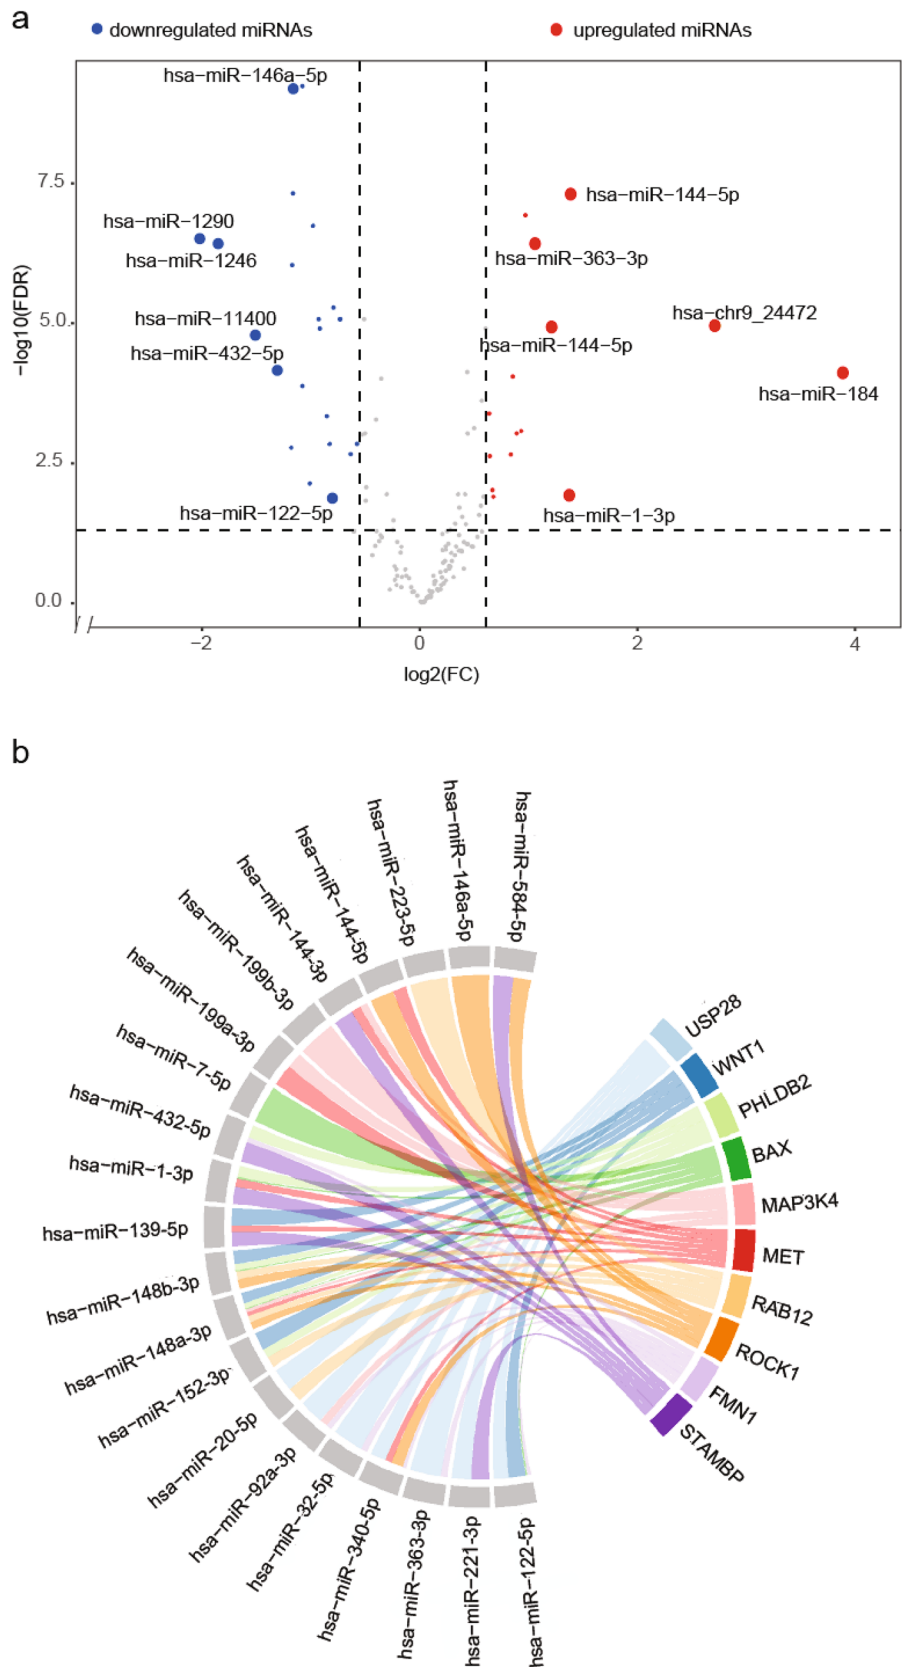 a
downregulated miRNAs
upregulated miRNAs
hsa−miR−146a−5p
7.5
hsa−miR−144−5p
hsa−miR−1290
hsa−miR−1246
hsa−miR−363−3p
hsa−chr9_24472
hsa−miR−11400
5.0
hsa−miR−432−5p
hsa−miR−144−5p
hsa−miR−184
2.5
hsa−miR−122−5p
hsa−miR−1−3p
0.0
−log10(FDR)
−2
0
2
4
log2(FC)
b
hsa−miR−584-5p
hsa−miR−146a-5p
hsa−miR−223-5p
hsa−miR−144-5p
hsa−miR−144-3p
hsa−miR−199b-3p
hsa−miR−199a-3p
hsa−miR−7-5p
hsa−miR−432-5p
hsa−miR−1-3p
hsa−miR−139-5p
hsa−miR−148b-3p
hsa−miR−148a-3p
hsa−miR−152-3p
hsa−miR−20-5p
hsa−miR−92a-3p
hsa−miR−32-5p
hsa−miR−340-5p
hsa−miR−363-3p
hsa−miR−221-3p
hsa−miR−122-5p
USP28
WNT1
PHLDB2
BAX
MAP3K4
MET
RAB12
ROCK1
FMN1
STAMBP